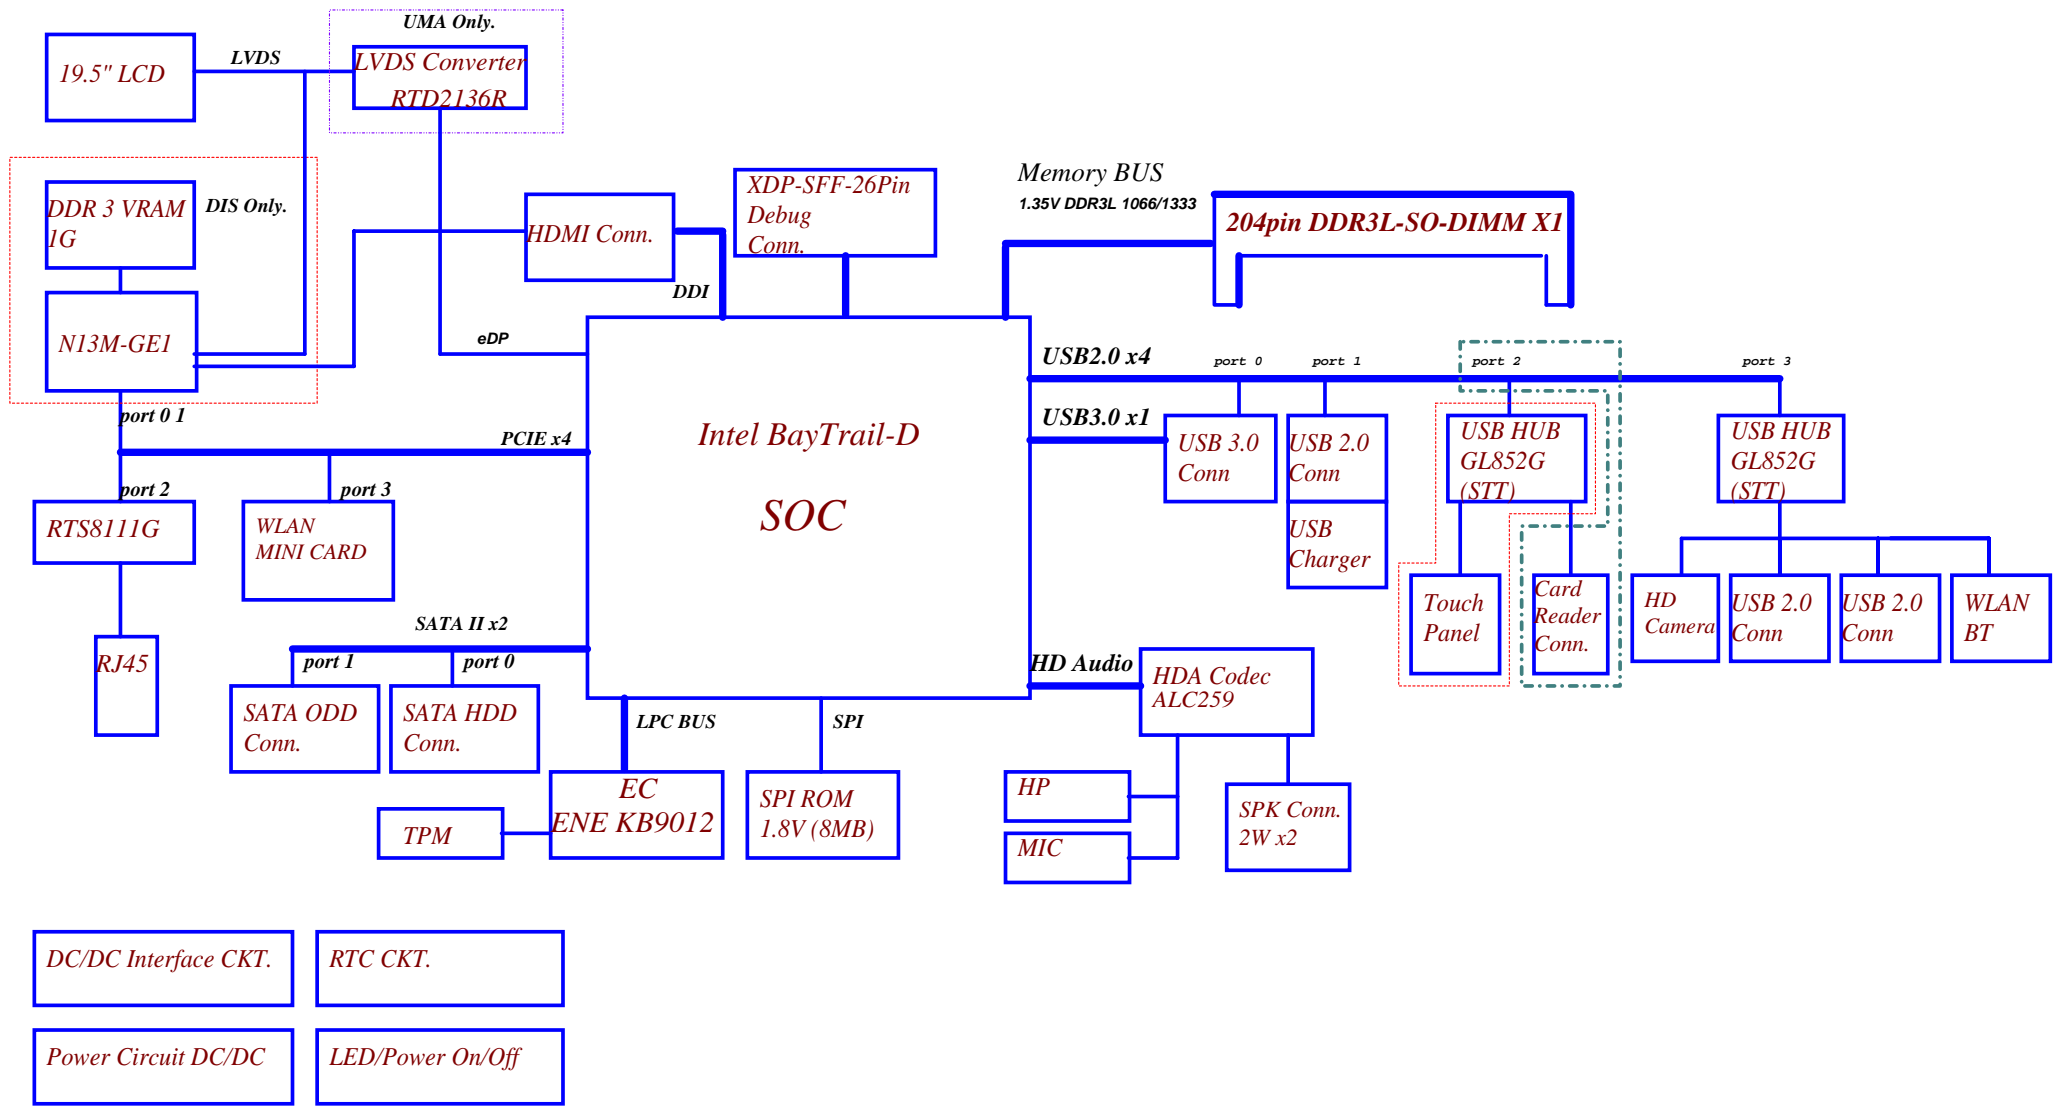 UMA Only.
19.5" LCD
LVDS
LVDS Converter
RTD2136R
DDR 3 VRAM
1G
DIS Only.
N13M-GE1
HDMI Conn.
DDI
XDP-SFF-26Pin
Debug
Conn.
Memory BUS
1.35V DDR3L 1066/1333
204pin DDR3L-SO-DIMM X1
eDP
port 0 1
PCIE x4
port 2
port 3
RTS8111G
WLAN
MINI CARD
RJ45
Intel BayTrail-D
SOC
USB2.0 x4
port 0
port 1
port 2
port 3
USB3.0 x1
USB 3.0
Conn
USB 2.0
Conn
USB
Charger
USB HUB
GL852G
(STT)
USB HUB
GL852G
(STT)
Touch
Panel
Card
Reader
Conn.
HD
Camera
USB 2.0
Conn
USB 2.0
Conn
WLAN
BT
SATA II x2
port 1
port 0
SATA ODD
Conn.
SATA HDD
Conn.
LPC BUS
SPI
HD Audio
HDA Codec
ALC259
TPM
EC
ENE KB9012
SPI ROM
1.8V (8MB)
HP
MIC
SPK Conn.
2W x2
DC/DC Interface CKT.
RTC CKT.
Power Circuit DC/DC
LED/Power On/Off